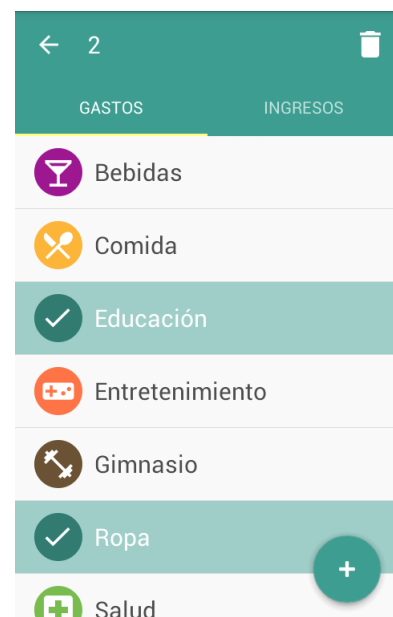 2
GASTOS
INGRESOS
Bebidas
Comida
Educación
Entretenimiento
Gimnasio
Ropa
Salud